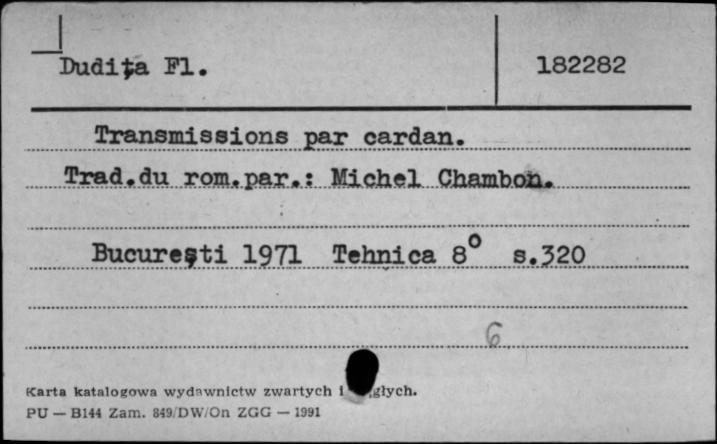 Dudiţa Fl.
182282
Transmissions par cardan.
Trad.du rom.par.: Michel Chambon.
Bucureşti 1971 Tehnica 8° s.320
6
Karta katalogowa wydawnictw zwartych i
PU — B144 Zam. 849/DW/On ZGG — 1991